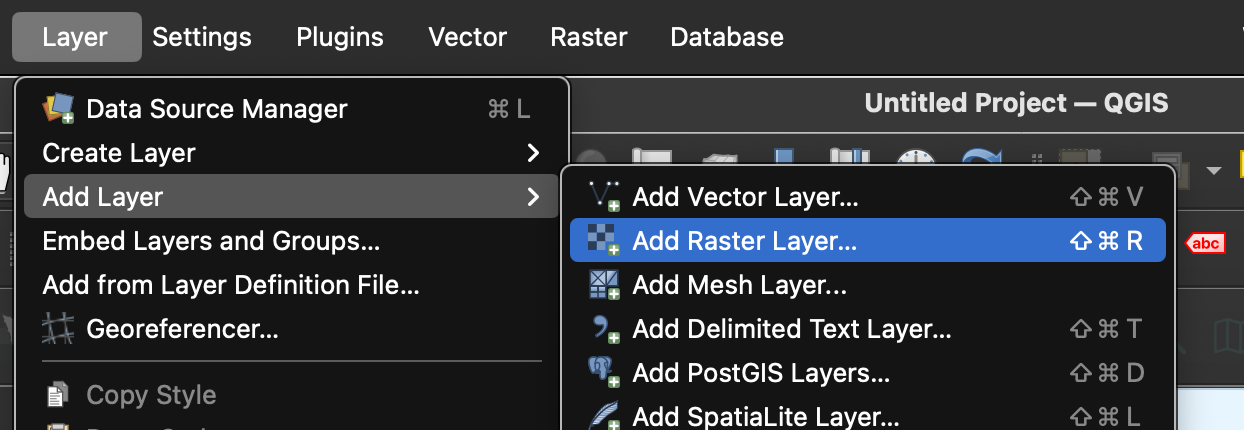 Layer Settings Plugins Vector Raster Database
Untitled Project — QGIS
Data Source Manager ⌘ L
Create Layer
Add Layer
Embed Layers and Groups...
Add from Layer Definition File...
Georeferencer...
Copy Style
Add Vector Layer... ⇧ ⌘ V
Add Raster Layer... ⇧ ⌘ R
Add Mesh Layer...
Add Delimited Text Layer... ⇧ ⌘ T
Add PostGIS Layers... ⇧ ⌘ D
Add SpatiaLite Layer... ⇧ ⌘ L
abc